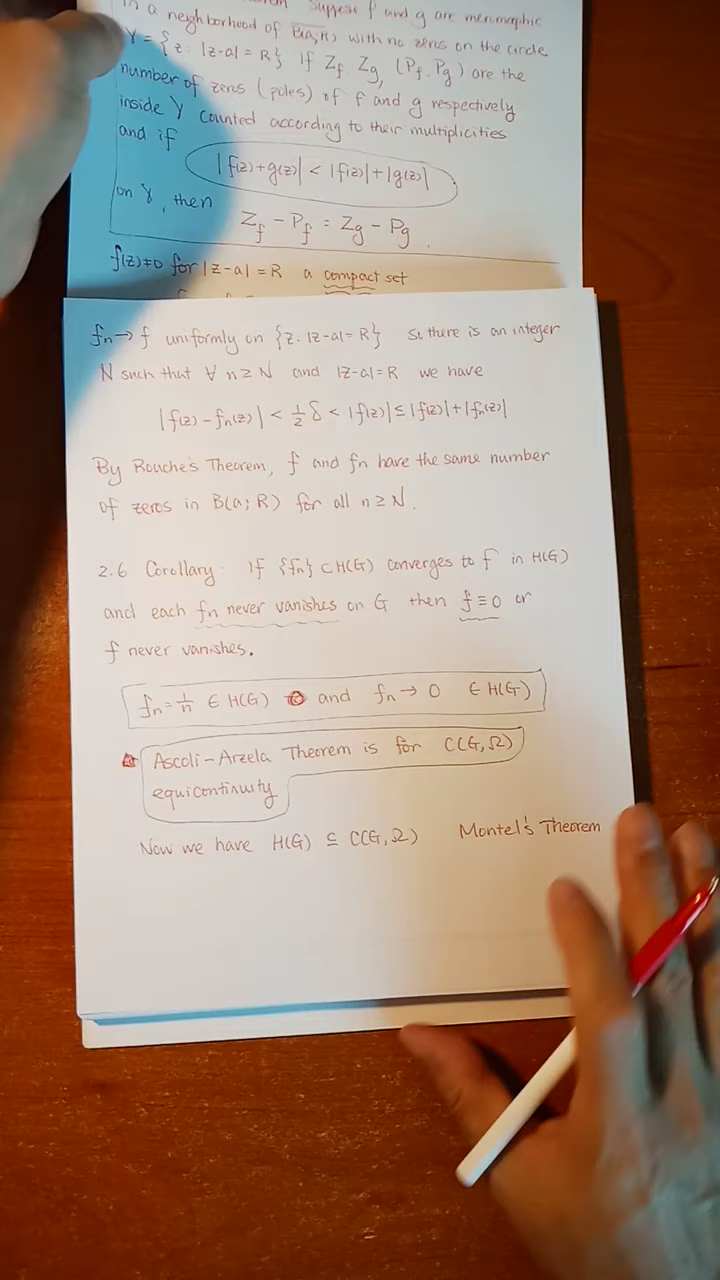 Suppose f and g are meromorphic
in a neighborhood of B(a;R) with no zeros on the circle
γ = {z: |z-a| = R} If Zf, Zg, (Pf, Pg) are the
number of zeros (poles) of f and g respectively
inside γ counted according to their multiplicities
and if
|f(z)+g(z)| < |f(z)|+|g(z)|
on γ, then
Zf - Pf = Zg - Pg.
f(z)≠0 for |z-a| = R a compact set
fn → f uniformly on {z: |z-a| = R} so there is an integer
N such that ∀ n ≥ N and |z-a| = R we have
|f(z) - fn(z)| < 1/2 δ < |f(z)| ≤ |f(z)|+|fn(z)|
By Rouche's Theorem, f and fn have the same number
of zeros in B(a; R) for all n ≥ N.
2.6 Corollary: If {fn} ⊂ H(G) converges to f in H(G)
and each fn never vanishes on G then f ≡ 0 or
f never vanishes.
fn = 1/n ∈ H(G) and fn → 0 ∈ H(G)
Ascoli-Arzela Theorem is for C(G,Ω)
equicontinuity
Now we have H(G) ⊆ C(G,Ω) Montel's Theorem